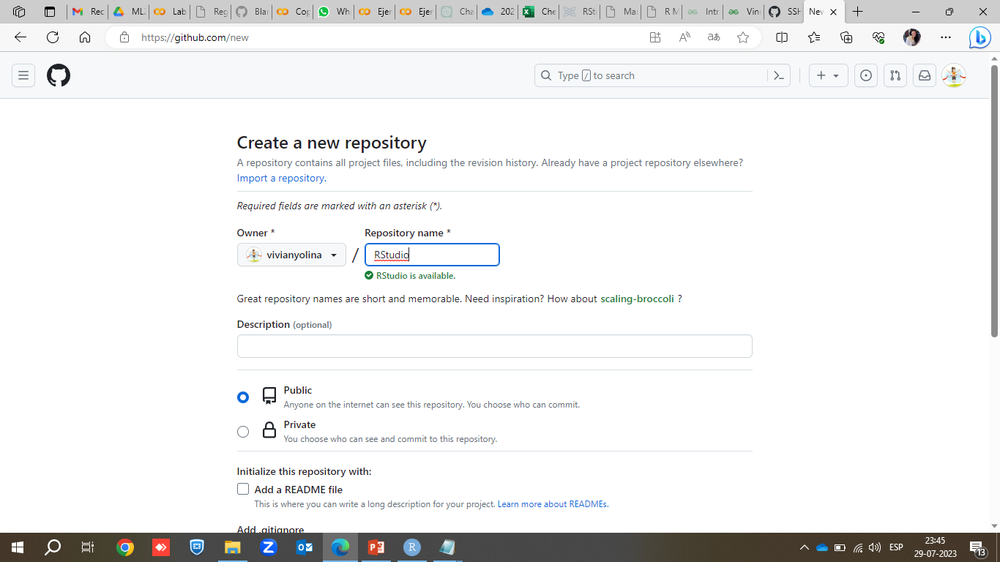 Rec
ML2
Lab
Reg
Bla
Cop
Wh
Ejer
Ejer
Cha
202
Che
RSt
Ma
R M
Intr
Vin
SSH
New
https://github.com/new
Type / to search
Create a new repository
A repository contains all project files, including the revision history. Already have a project repository elsewhere?
Import a repository.
Required fields are marked with an asterisk (*).
Owner *
Repository name *
vivianyolina
/
RStudio
RStudio is available.
Great repository names are short and memorable. Need inspiration? How about scaling-broccoli ?
Description (optional)
Public
Anyone on the internet can see this repository. You choose who can commit.
Private
You choose who can see and commit to this repository.
Initialize this repository with:
Add a README file
This is where you can write a long description for your project. Learn more about READMEs.
Add .gitignore
ESP
23:45
29-07-2023
13